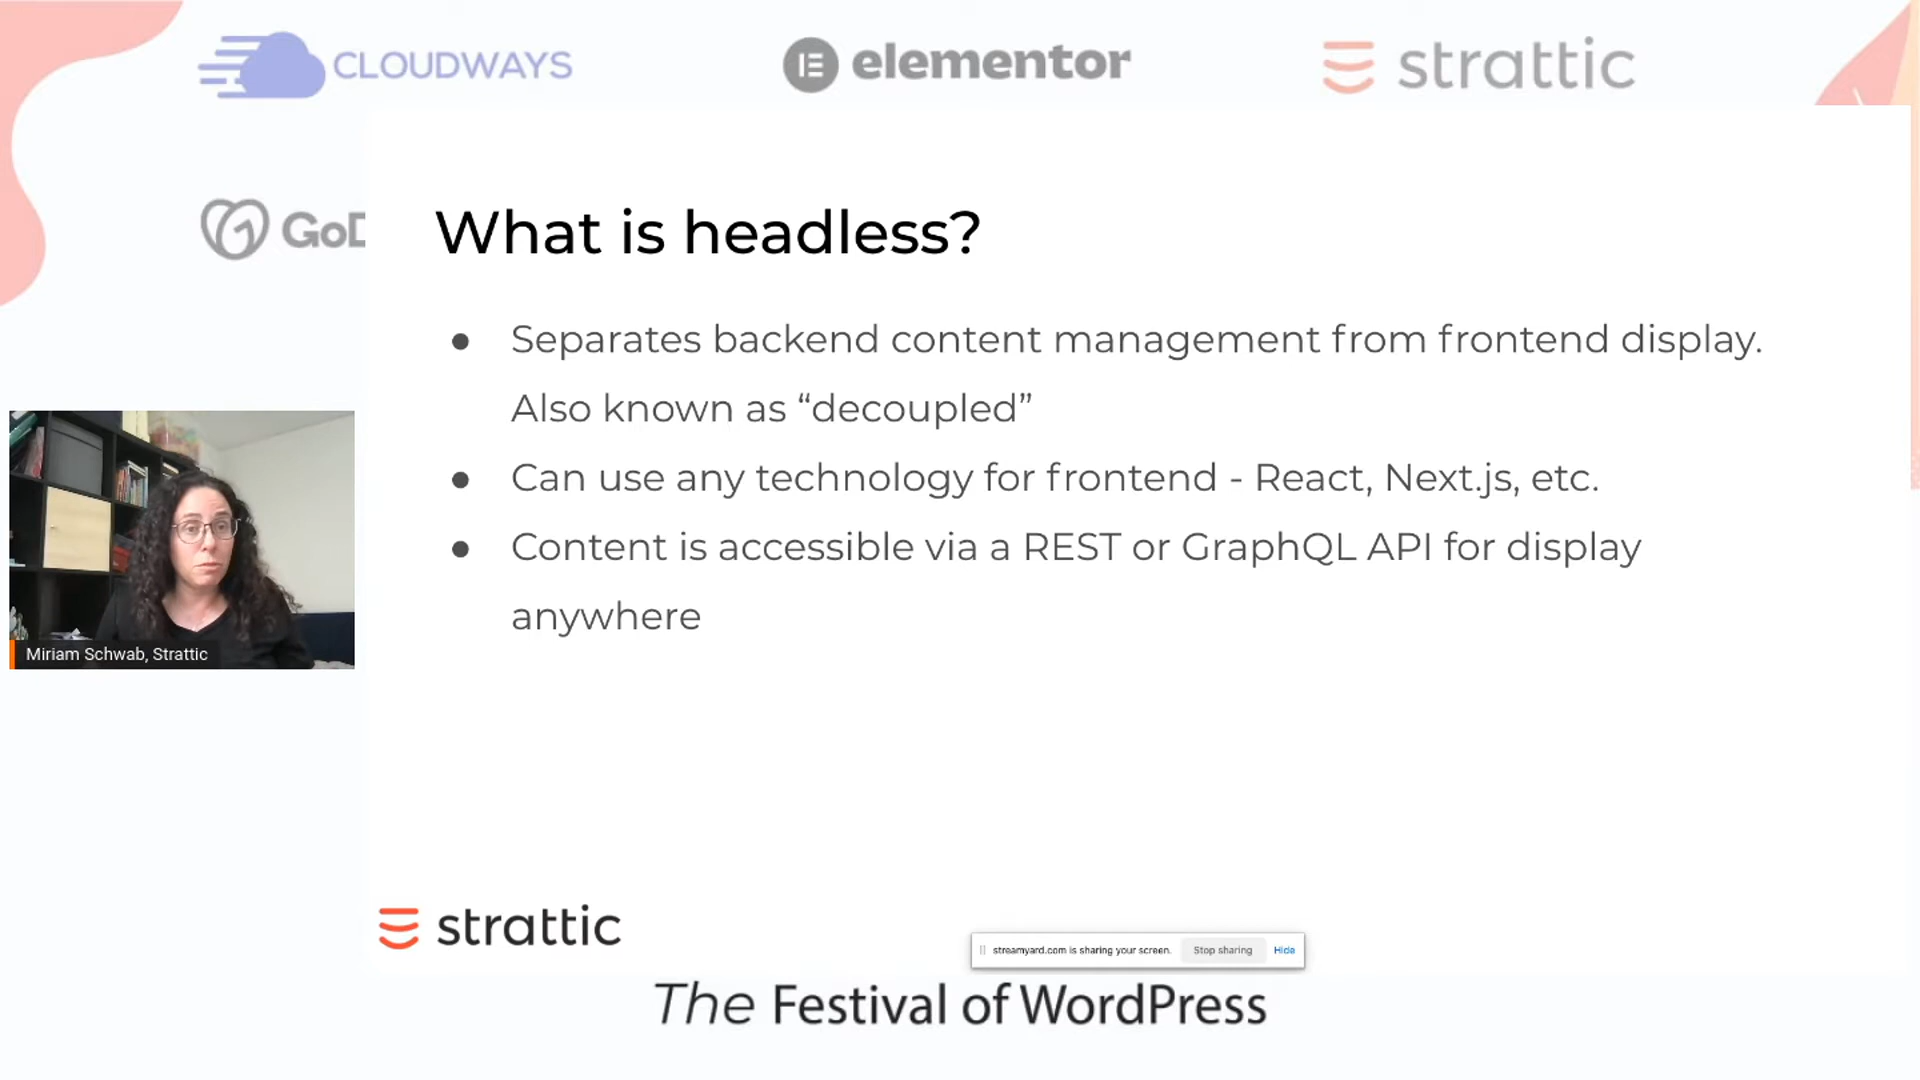 CLOUDWAYS
elementor
strattic
GoD
What is headless?
● Separates backend content management from frontend display.
Also known as “decoupled”
● Can use any technology for frontend - React, Next.js, etc.
● Content is accessible via a REST or GraphQL API for display
anywhere
Miriam Schwab, Strattic
strattic
streamyard.com is sharing your screen. Stop sharing Hide
The Festival of WordPress